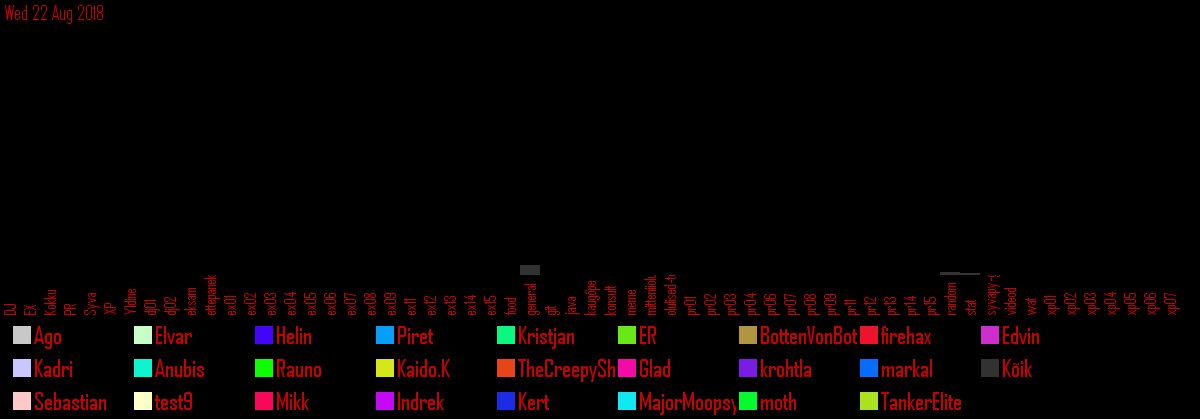 Wed 22 Aug 2018
DJ EX Kokku PR Syva XP Yldine dj01 dj02 eksam ettepanek ex01 ex02 ex03 ex04 ex05 ex06 ex07 ex08 ex09 ex11 ex12 ex13 ex14 ex15 food general git java kaugõpe konsult meme mitteniloLL olulised-h pr01 pr02 pr03 pr04 pr06 pr07 pr08 pr09 pr11 pr12 pr13 pr14 pr15 random stat videod wat xp01 xp02 xp03 xp04 xp05 xp06 xp07
Ago Elvar Helin Piret Kristjan ER BottenVonBot firehax Edvin
Kadri Anubis Rauno Kaido.K TheCreepySh Glad krohtla markal Kõik
Sebastian test9 Mikk Indrek Kert MajorMoopsy moth TankerElite